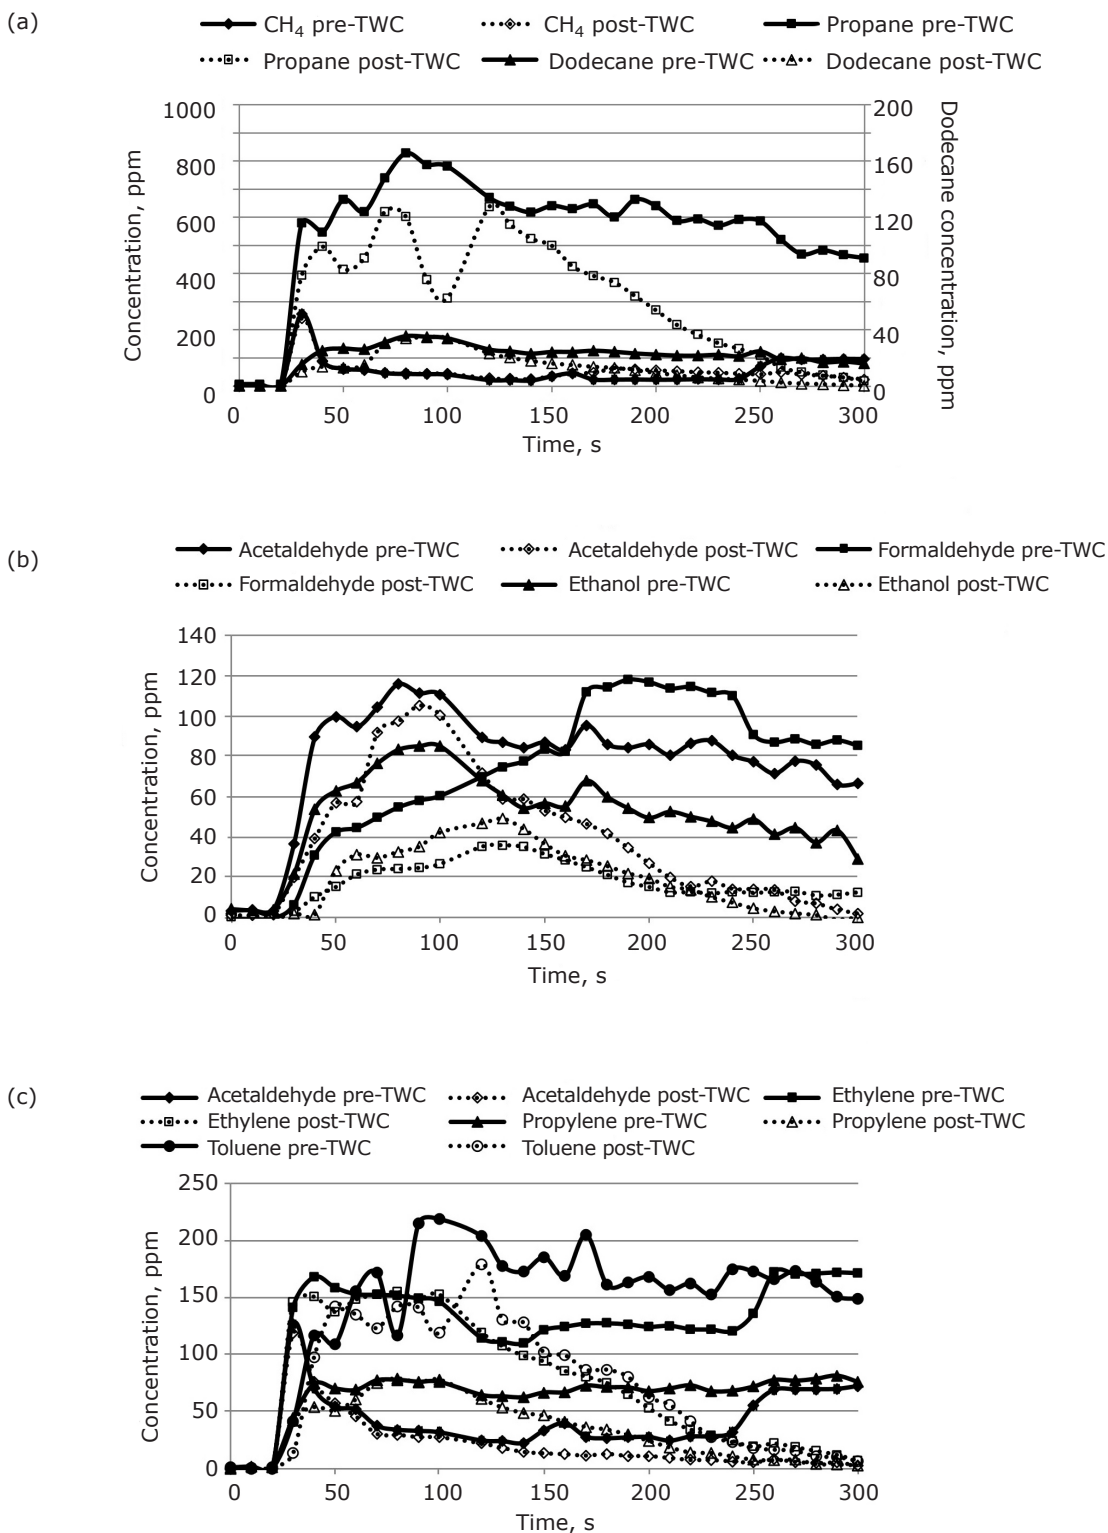 (a)
CH4 pre-TWC CH4 post-TWC Propane pre-TWC
Propane post-TWC Dodecane pre-TWC Dodecane post-TWC
Concentration, ppm
1000
800
600
400
200
0
200
160
120
80
40
0
Dodecane concentration, ppm
0 50 100 150 200 250 300
Time, s
(b)
Acetaldehyde pre-TWC Acetaldehyde post-TWC Formaldehyde pre-TWC
Formaldehyde post-TWC Ethanol pre-TWC Ethanol post-TWC
Concentration, ppm
140
120
100
80
60
40
20
0
0 50 100 150 200 250 300
Time, s
(c)
Acetaldehyde pre-TWC Acetaldehyde post-TWC Ethylene pre-TWC
Ethylene post-TWC Propylene pre-TWC Propylene post-TWC
Toluene pre-TWC Toluene post-TWC
Concentration, ppm
250
200
150
100
50
0
0 50 100 150 200 250 300
Time, s